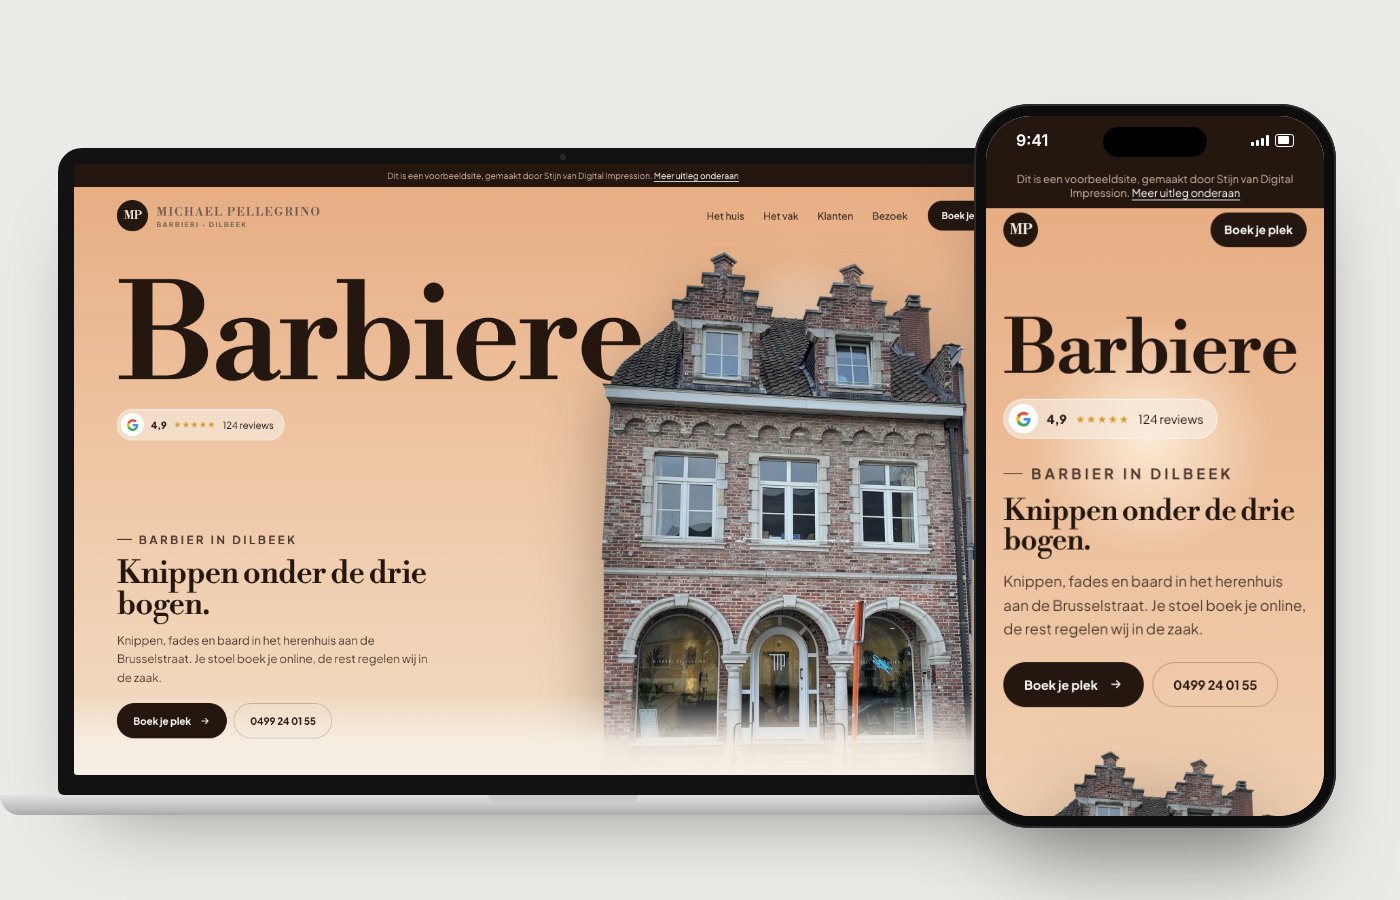 Dit is een voorbeeldsite, gemaakt door Stijn van Digital Impression. Meer uitleg onderaan
MP
MICHAEL PELLEGRINO
BARBIERI · DILBEEK
Het huis
Het vak
Klanten
Bezoek
Boek je
Barbiere
4,9 ★★★★★ 124 reviews
BARBIER IN DILBEEK
Knippen onder de drie
bogen.
Knippen, fades en baard in het herenhuis aan de
Brusselstraat. Je stoel boek je online, de rest regelen wij in
de zaak.
Boek je plek →
0499 24 01 55
MICHAEL PELLEGRINO
9:41
Dit is een voorbeeldsite, gemaakt door Stijn van Digital
Impression. Meer uitleg onderaan
MP
Boek je plek
Barbiere
4,9 ★★★★★ 124 reviews
BARBIER IN DILBEEK
Knippen onder de drie
bogen.
Knippen, fades en baard in het herenhuis
aan de Brusselstraat. Je stoel boek je online,
de rest regelen wij in de zaak.
Boek je plek →
0499 24 01 55